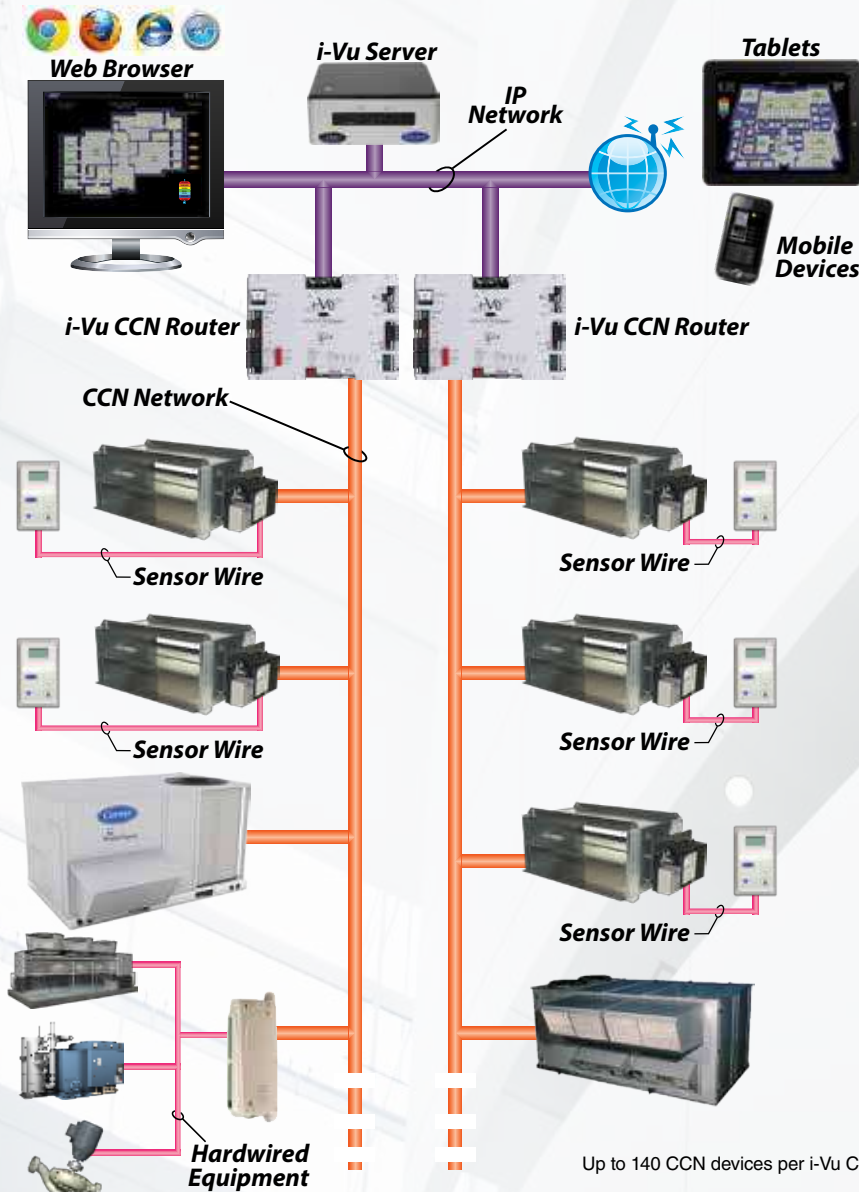 i-Vu Server
Tablets
Web Browser
IP
Network
Mobile
Devices
i-Vu CCN Router
i-Vu CCN Router
CCN Network
Sensor Wire
Sensor Wire
Sensor Wire
Sensor Wire
Carrier
Sensor Wire
Hardwired
Equipment
Up to 140 CCN devices per i-Vu C